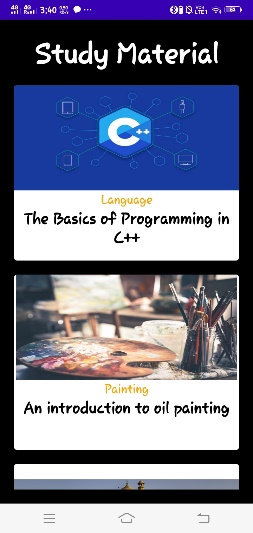 3:40
Study Material
C++
Language
The Basics of Programming in
C++
Painting
An introduction to oil painting